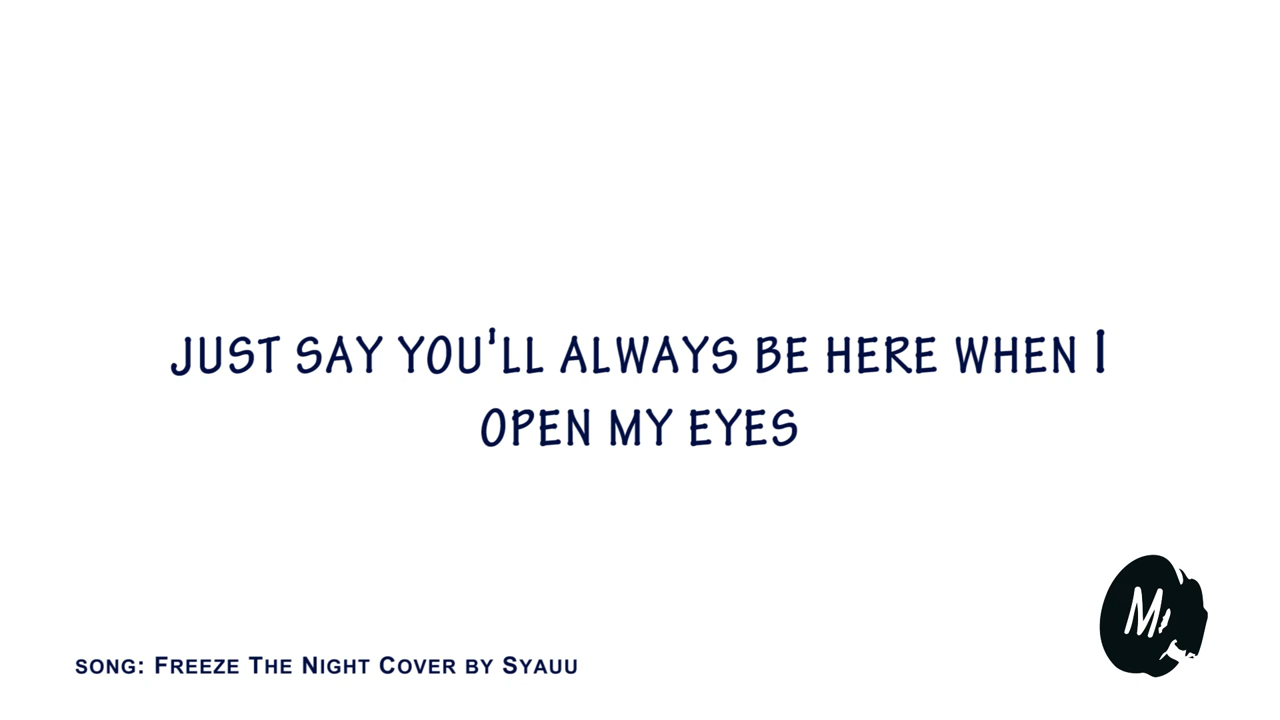 JUST SAY YOU'LL ALWAYS BE HERE WHEN I
OPEN MY EYES
M
SONG: FREEZE THE NIGHT COVER BY SYAUU